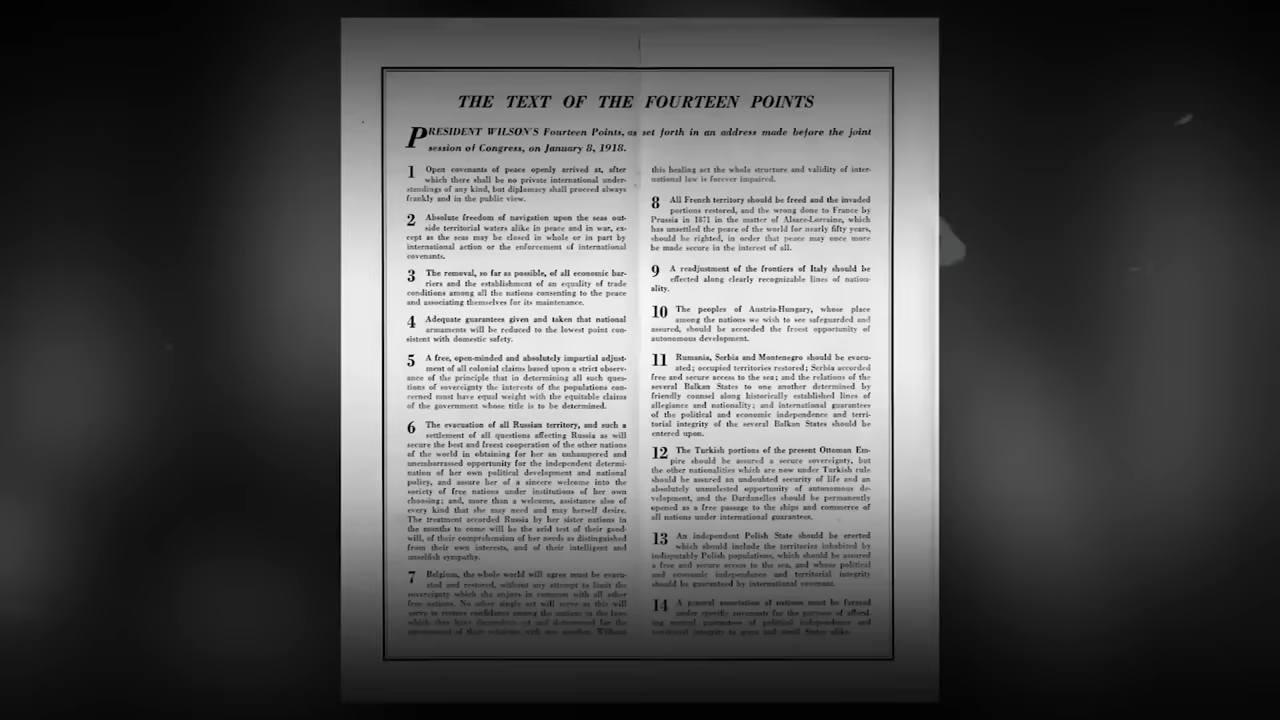 THE TEXT OF THE FOURTEEN POINTS
PRESIDENT WILSON'S Fourteen Points, as set forth in an address made before the joint
session of Congress, on January 8, 1918.
1 Open covenants of peace openly arrived at, after
which there shall be no private international under-
standings of any kind, but diplomacy shall proceed always
frankly and in the public view.
2 Absolute freedom of navigation upon the seas out-
side territorial waters alike in peace and in war, ex-
cept as the seas may be closed in whole or in part by
international action or the enforcement of international
covenants.
3 The removal, so far as possible, of all economic bar-
riers and the establishment of an equality of trade
conditions among all the nations consenting to the peace
and associating themselves for its maintenance.
4 Adequate guarantees given and taken that national
armaments will be reduced to the lowest point con-
sistent with domestic safety.
5 A free, open-minded and absolutely impartial adjust-
ment of all colonial claims based upon a strict observ-
ance of the principle that in determining all such ques-
tions of sovereignty the interests of the populations con-
cerned must have equal weight with the equitable claims
of the government whose title is to be determined.
6 The evacuation of all Russian territory, and such a
settlement of all questions affecting Russia as will
secure the best and freest cooperation of the other nations
of the world in obtaining for her an unhampered and
unembarrassed opportunity for the independent determi-
nation of her own political development and national
policy, and assure her of a sincere welcome into the
society of free nations under institutions of her own
choosing; and, more than a welcome, assistance also of
every kind that she may need and may herself desire.
The treatment accorded Russia by her sister nations in
the months to come will be the acid test of their good-
will, of their comprehension of her needs as distinguished
from their own interests, and of their intelligent and
unselfish sympathy.
7 Belgium, the whole world will agree must be evacu-
ated and restored, without any attempt to limit the
sovereignty which she enjoys in common with all other
free nations. No other single act will serve as this will
serve to restore confidence among the nations in the laws
which they have themselves set and determined for the
government of their relations with one another. Without
this healing act the whole structure and validity of inter-
national law is forever impaired.
8 All French territory should be freed and the invaded
portions restored, and the wrong done to France by
Prussia in 1871 in the matter of Alsace-Lorraine, which
has unsettled the peace of the world for nearly fifty years,
should be righted, in order that peace may once more
be made secure in the interest of all.
9 A readjustment of the frontiers of Italy should be
effected along clearly recognizable lines of nation-
ality.
10 The peoples of Austria-Hungary, whose place
among the nations we wish to see safeguarded and
assured, should be accorded the freest opportunity of
autonomous development.
11 Rumania, Serbia and Montenegro should be evacu-
ated; occupied territories restored; Serbia accorded
free and secure access to the sea; and the relations of the
several Balkan States to one another determined by
friendly counsel along historically established lines of
allegiance and nationality; and international guarantees
of the political and economic independence and terri-
torial integrity of the several Balkan States should be
entered upon.
12 The Turkish portions of the present Ottoman Em-
pire should be assured a secure sovereignty, but
the other nationalities which are now under Turkish rule
should be assured an undoubted security of life and an
absolutely unmolested opportunity of autonomous de-
velopment, and the Dardanelles should be permanently
opened as a free passage to the ships and commerce of
all nations under international guarantees.
13 An independent Polish State should be erected
which should include the territories inhabited by
indisputably Polish populations, which should be assured
a free and secure access to the sea, and whose political
and economic independence and territorial integrity
should be guaranteed by international covenant.
14 A general association of nations must be formed
under specific covenants for the purpose of afford-
ing mutual guarantees of political independence and
territorial integrity to great and small States alike.